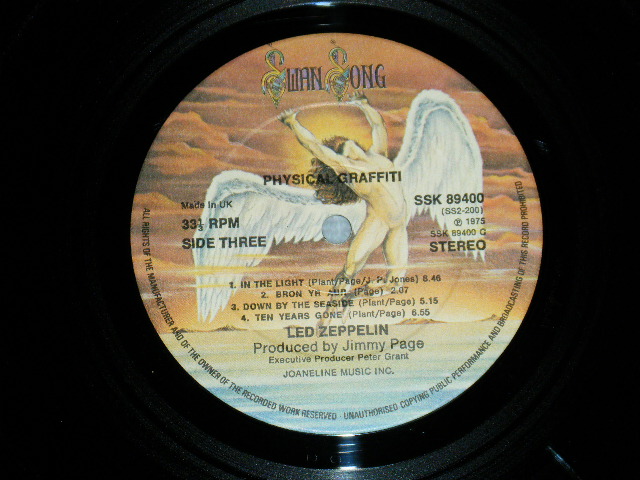 SWAN SONG
PHYSICAL GRAFFITI
Made In UK
33⅓ RPM
SIDE THREE
SSK 89400
(SS2-200)
℗ 1975
SSK 89400 C
STEREO
1. IN THE LIGHT (Plant/Page/J. P. Jones) 8.46
2. BRON YR AUR (Page) 2.07
3. DOWN BY THE SEASIDE (Plant/Page) 5.15
4. TEN YEARS GONE (Plant/Page) 6.55
LED ZEPPELIN
Produced by Jimmy Page
Executive Producer Peter Grant
JOANELINE MUSIC INC.
ALL RIGHTS OF THE MANUFACTURER AND OF THE OWNER OF THE RECORDED WORK RESERVED · UNAUTHORISED COPYING PUBLIC PERFORMANCE AND BROADCASTING OF THIS RECORD PROHIBITED